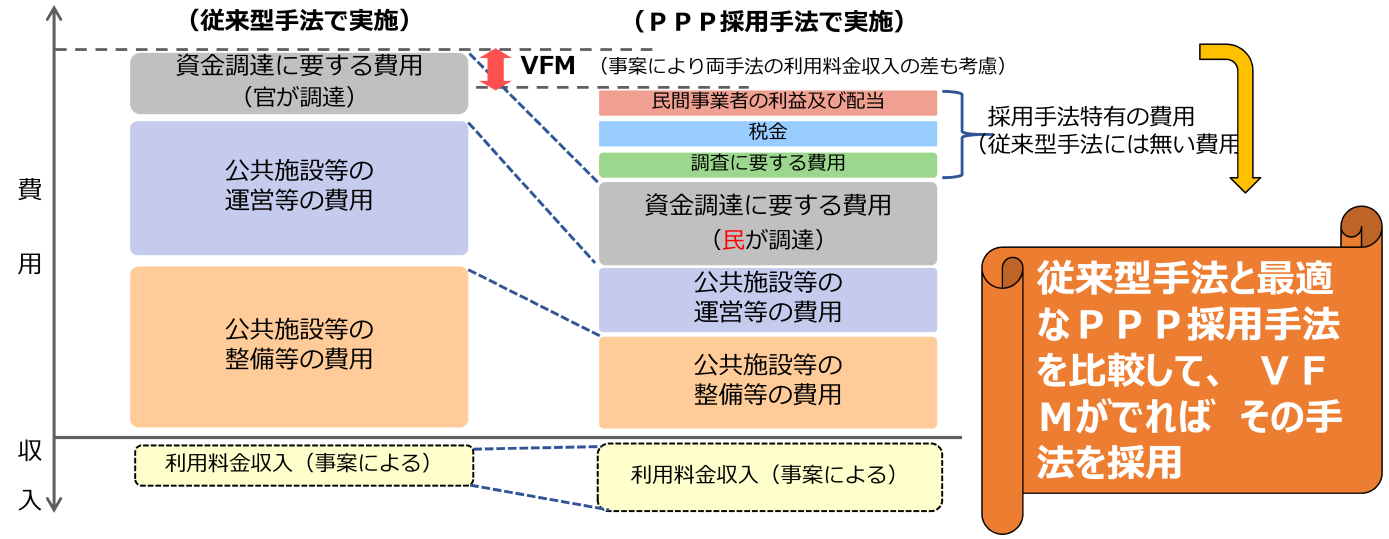 （従来型手法で実施）
（ＰＰＰ採用手法で実施）
費
用
収
入
資金調達に要する費用
（官が調達）
公共施設等の
運営等の費用
公共施設等の
整備等の費用
利用料金収入（事案による）
VFM （事案により両手法の利用料金収入の差も考慮）
民間事業者の利益及び配当
税金
調査に要する費用
資金調達に要する費用
（民が調達）
公共施設等の
運営等の費用
公共施設等の
整備等の費用
利用料金収入（事案による）
採用手法特有の費用
（従来型手法には無い費用
従来型手法と最適
なＰＰＰ採用手法
を比較して、 ＶＦ
Ｍがでれば その手
法を採用